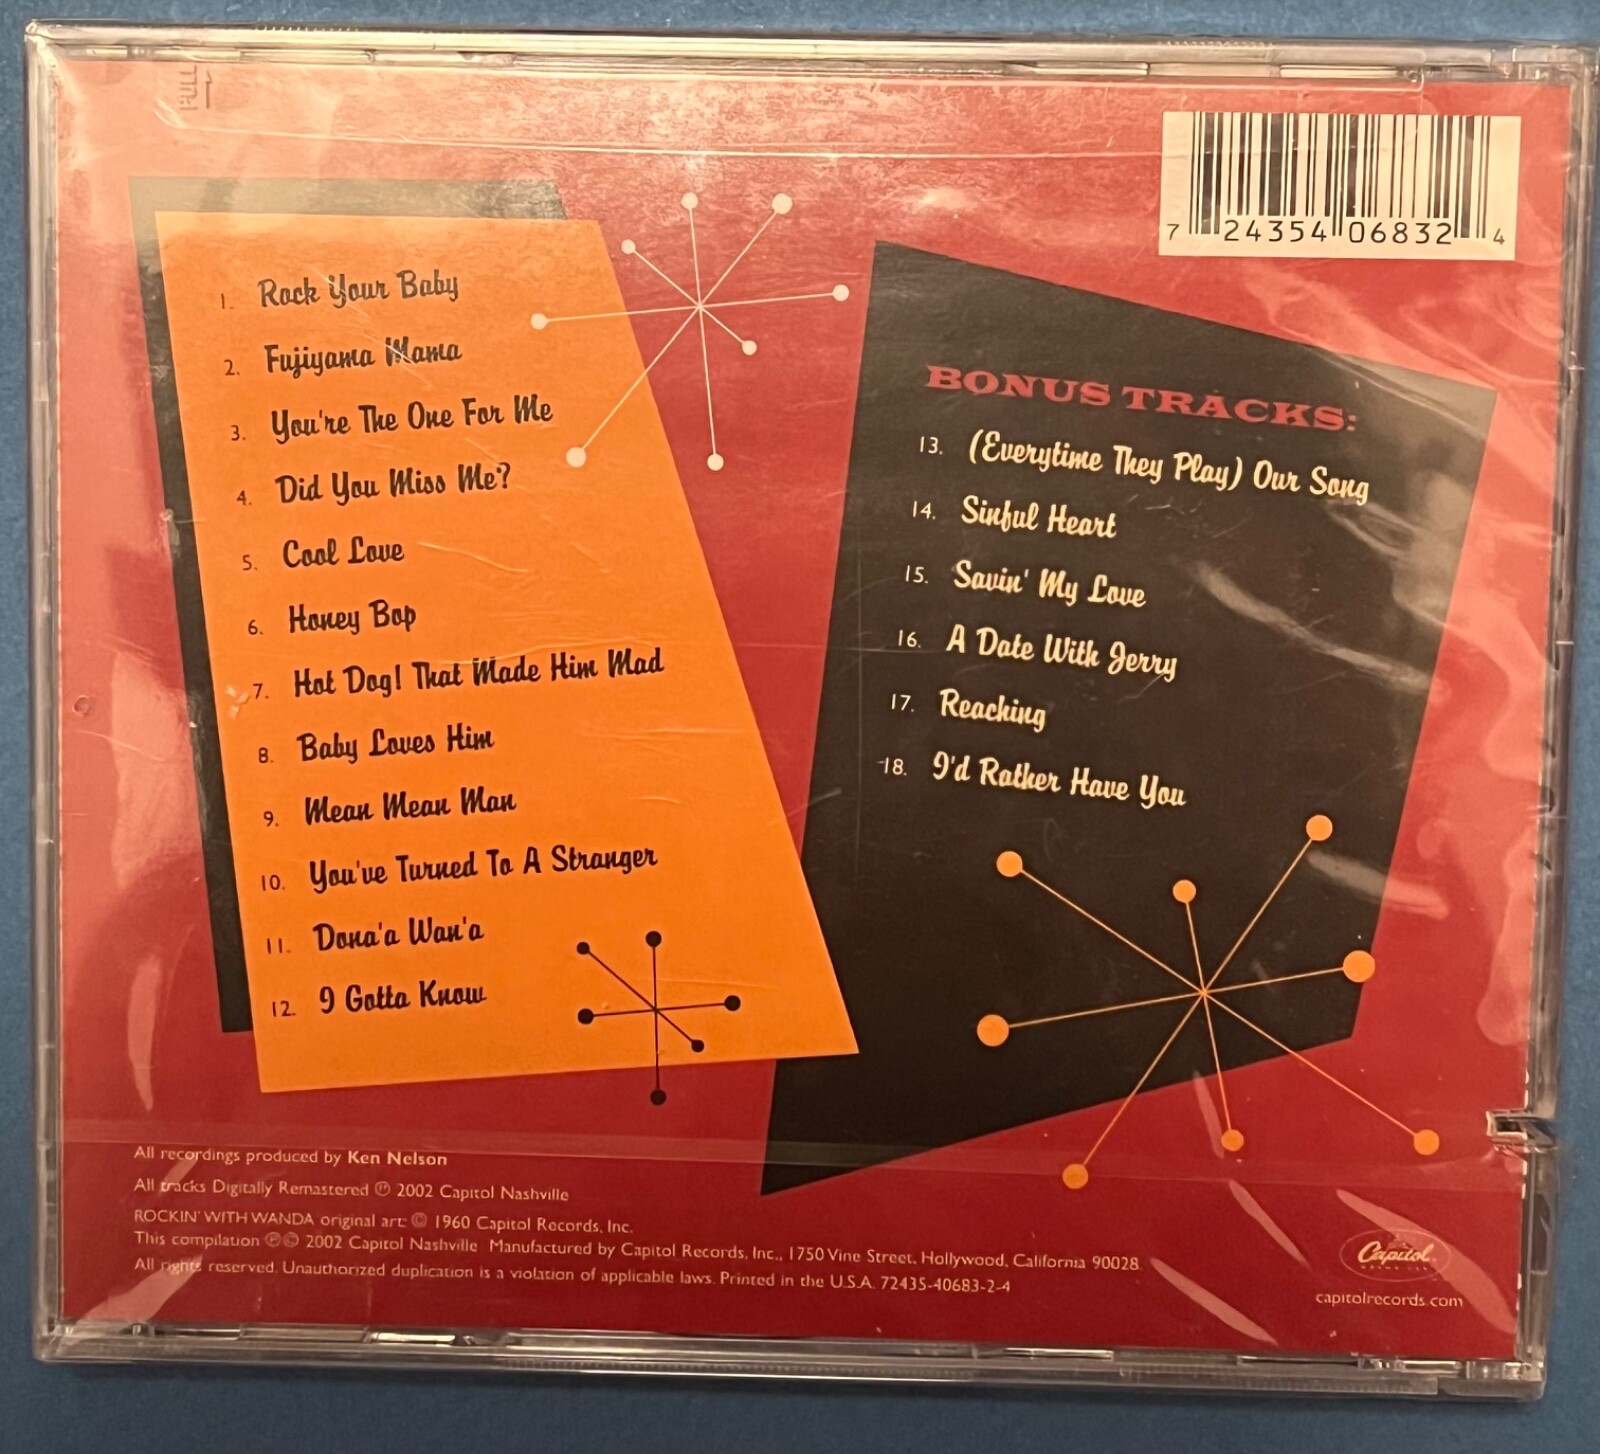 7 24354 06832 4
1. Rock Your Baby
2. Fujiyama Mama
3. You're The One For Me
4. Did You Miss Me?
5. Cool Love
6. Honey Bop
7. Hot Dog! That Made Him Mad
8. Baby Loves Him
9. Mean Mean Man
10. You've Turned To A Stranger
11. Dona'a Wan'a
12. I Gotta Know
BONUS TRACKS:
13. (Everytime They Play) Our Song
14. Sinful Heart
15. Savin' My Love
16. A Date With Jerry
17. Reaching
18. I'd Rather Have You
All recordings produced by Ken Nelson
All tracks Digitally Remastered ℗ 2002 Capitol Nashville
ROCKIN' WITH WANDA original art: © 1960 Capitol Records, Inc.
This compilation ℗© 2002 Capitol Nashville Manufactured by Capitol Records, Inc., 1750 Vine Street, Hollywood, California 90028
All rights reserved. Unauthorized duplication is a violation of applicable laws. Printed in the U.S.A. 72435-40683-2-4
Capitol
capitolrecords.com